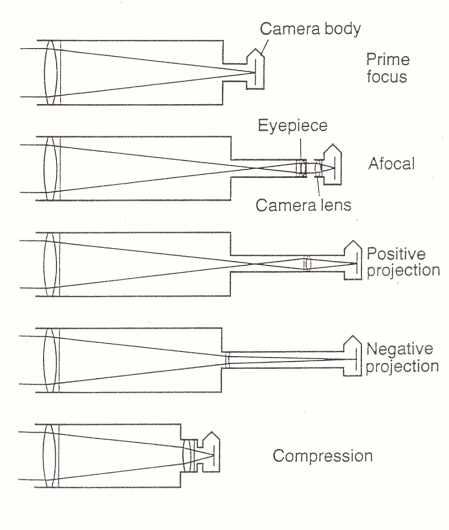 Camera body
Prime
focus
Eyepiece
Afocal
Camera lens
Positive
projection
Negative
projection
Compression